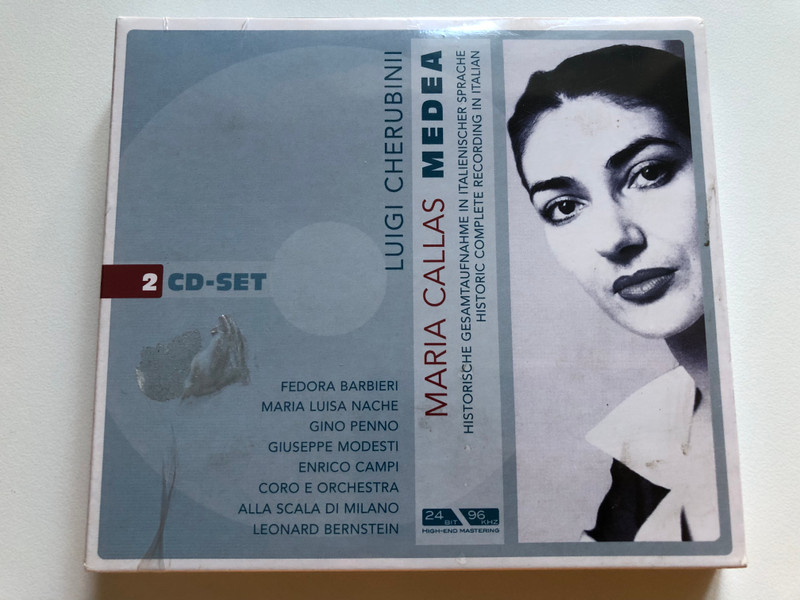 LUIGI CHERUBINII
MARIA CALLAS MEDEA
HISTORISCHE GESAMTAUFNAHME IN ITALIENISCHER SPRACHE
HISTORIC COMPLETE RECORDING IN ITALIAN
2 CD-SET
FEDORA BARBIERI
MARIA LUISA NACHE
GINO PENNO
GIUSEPPE MODESTI
ENRICO CAMPI
CORO E ORCHESTRA
ALLA SCALA DI MILANO
LEONARD BERNSTEIN
24 BIT 96 KHZ
HIGH-END MASTERING